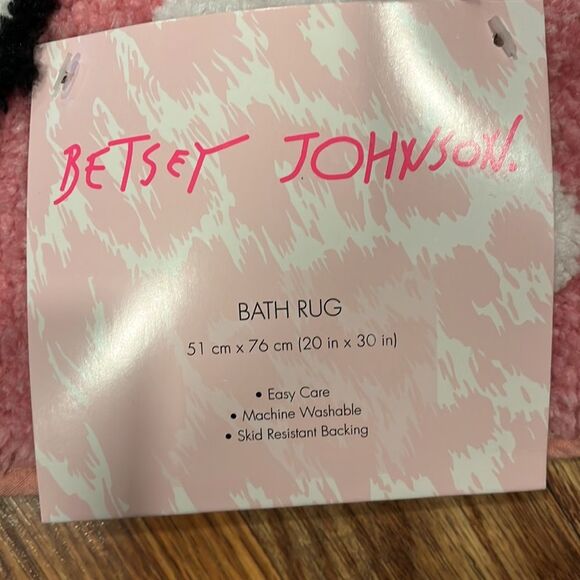 BETSEY JOHNSON.
BATH RUG
51 cm x 76 cm (20 in x 30 in)
• Easy Care
• Machine Washable
• Skid Resistant Backing